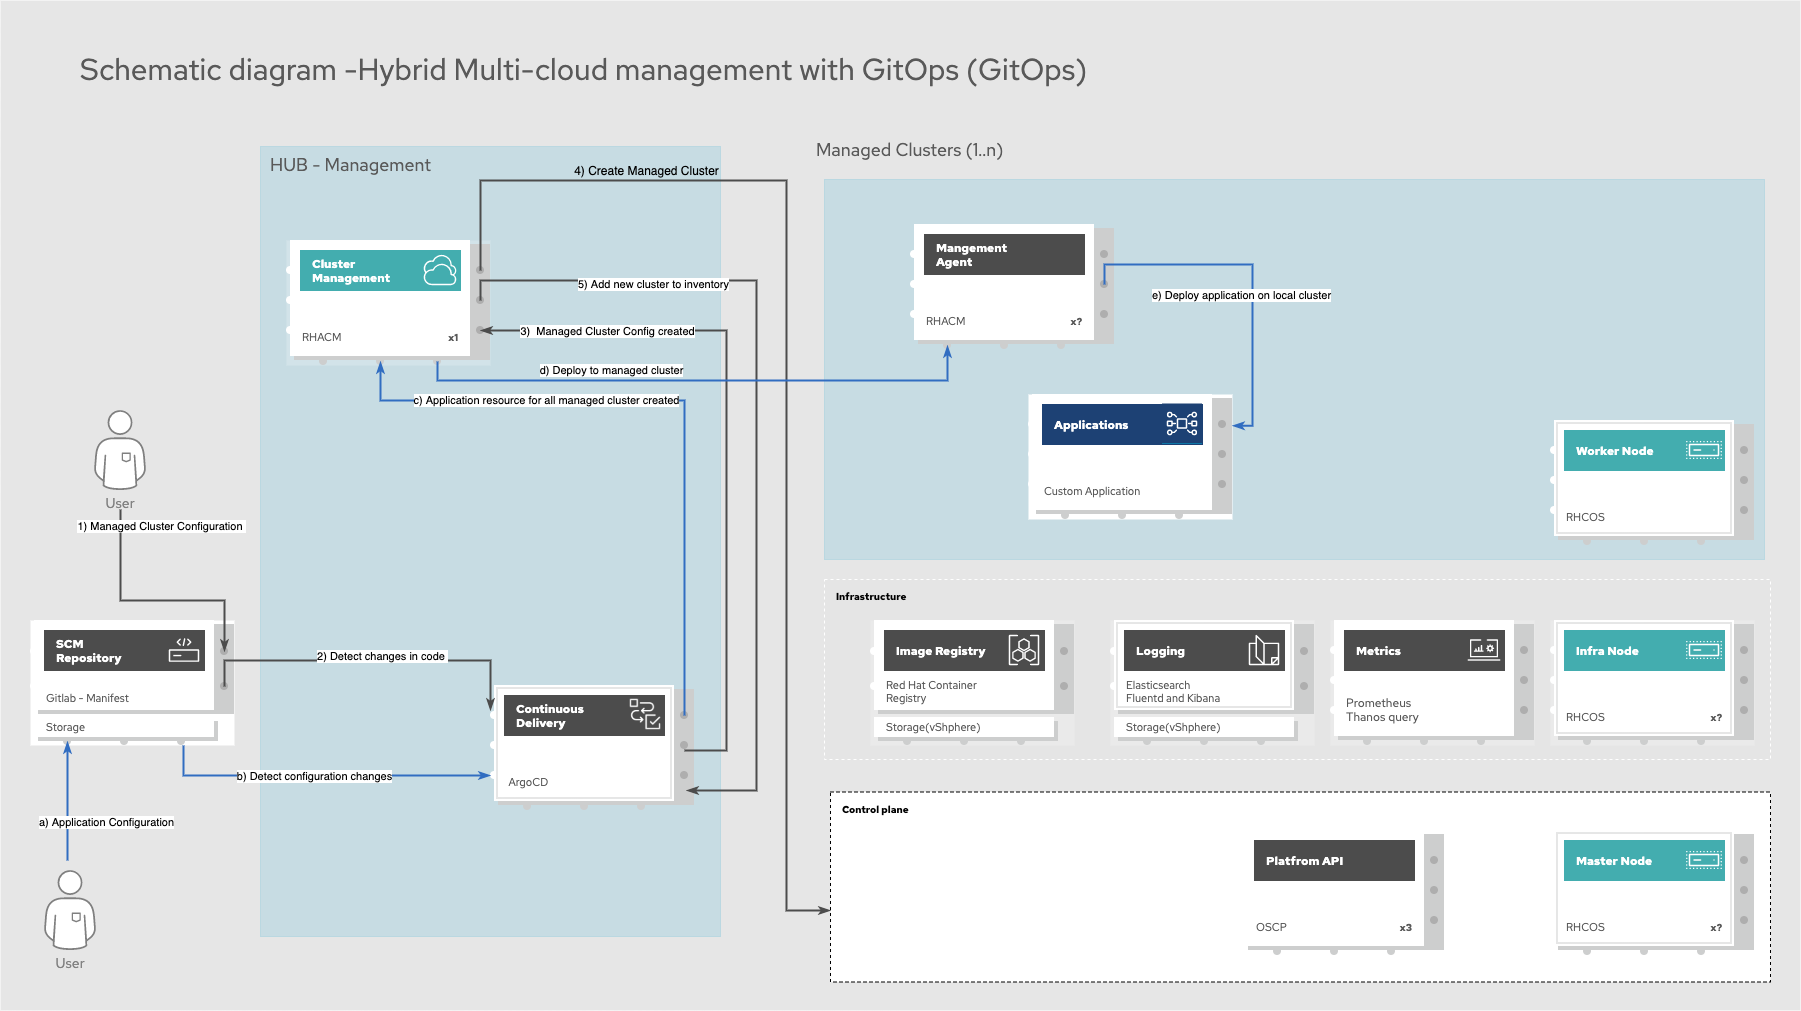 Schematic diagram -Hybrid Multi-cloud management with GitOps (GitOps)
HUB - Management
4) Create Managed Cluster
Cluster
Management
RHACM
x1
5) Add new cluster to inventory
3)  Managed Cluster Config created
d) Deploy to managed cluster
c) Application resource for all managed cluster created
User
1) Managed Cluster Configuration
SCM
Repository
Gitlab - Manifest
Storage
2) Detect changes in code
Continuous
Delivery
ArgoCD
b) Detect configuration changes
a) Application Configuration
User
Managed Clusters (1..n)
Mangement
Agent
RHACM
x?
e) Deploy application on local cluster
Applications
Custom Application
Worker Node
RHCOS
Infrastructure
Image Registry
Red Hat Container
Registry
Storage(vShphere)
Logging
Elasticsearch
Fluentd and Kibana
Storage(vShphere)
Metrics
Prometheus
Thanos query
Infra Node
RHCOS
x?
Control plane
Platfrom API
OSCP
x3
Master Node
RHCOS
x?